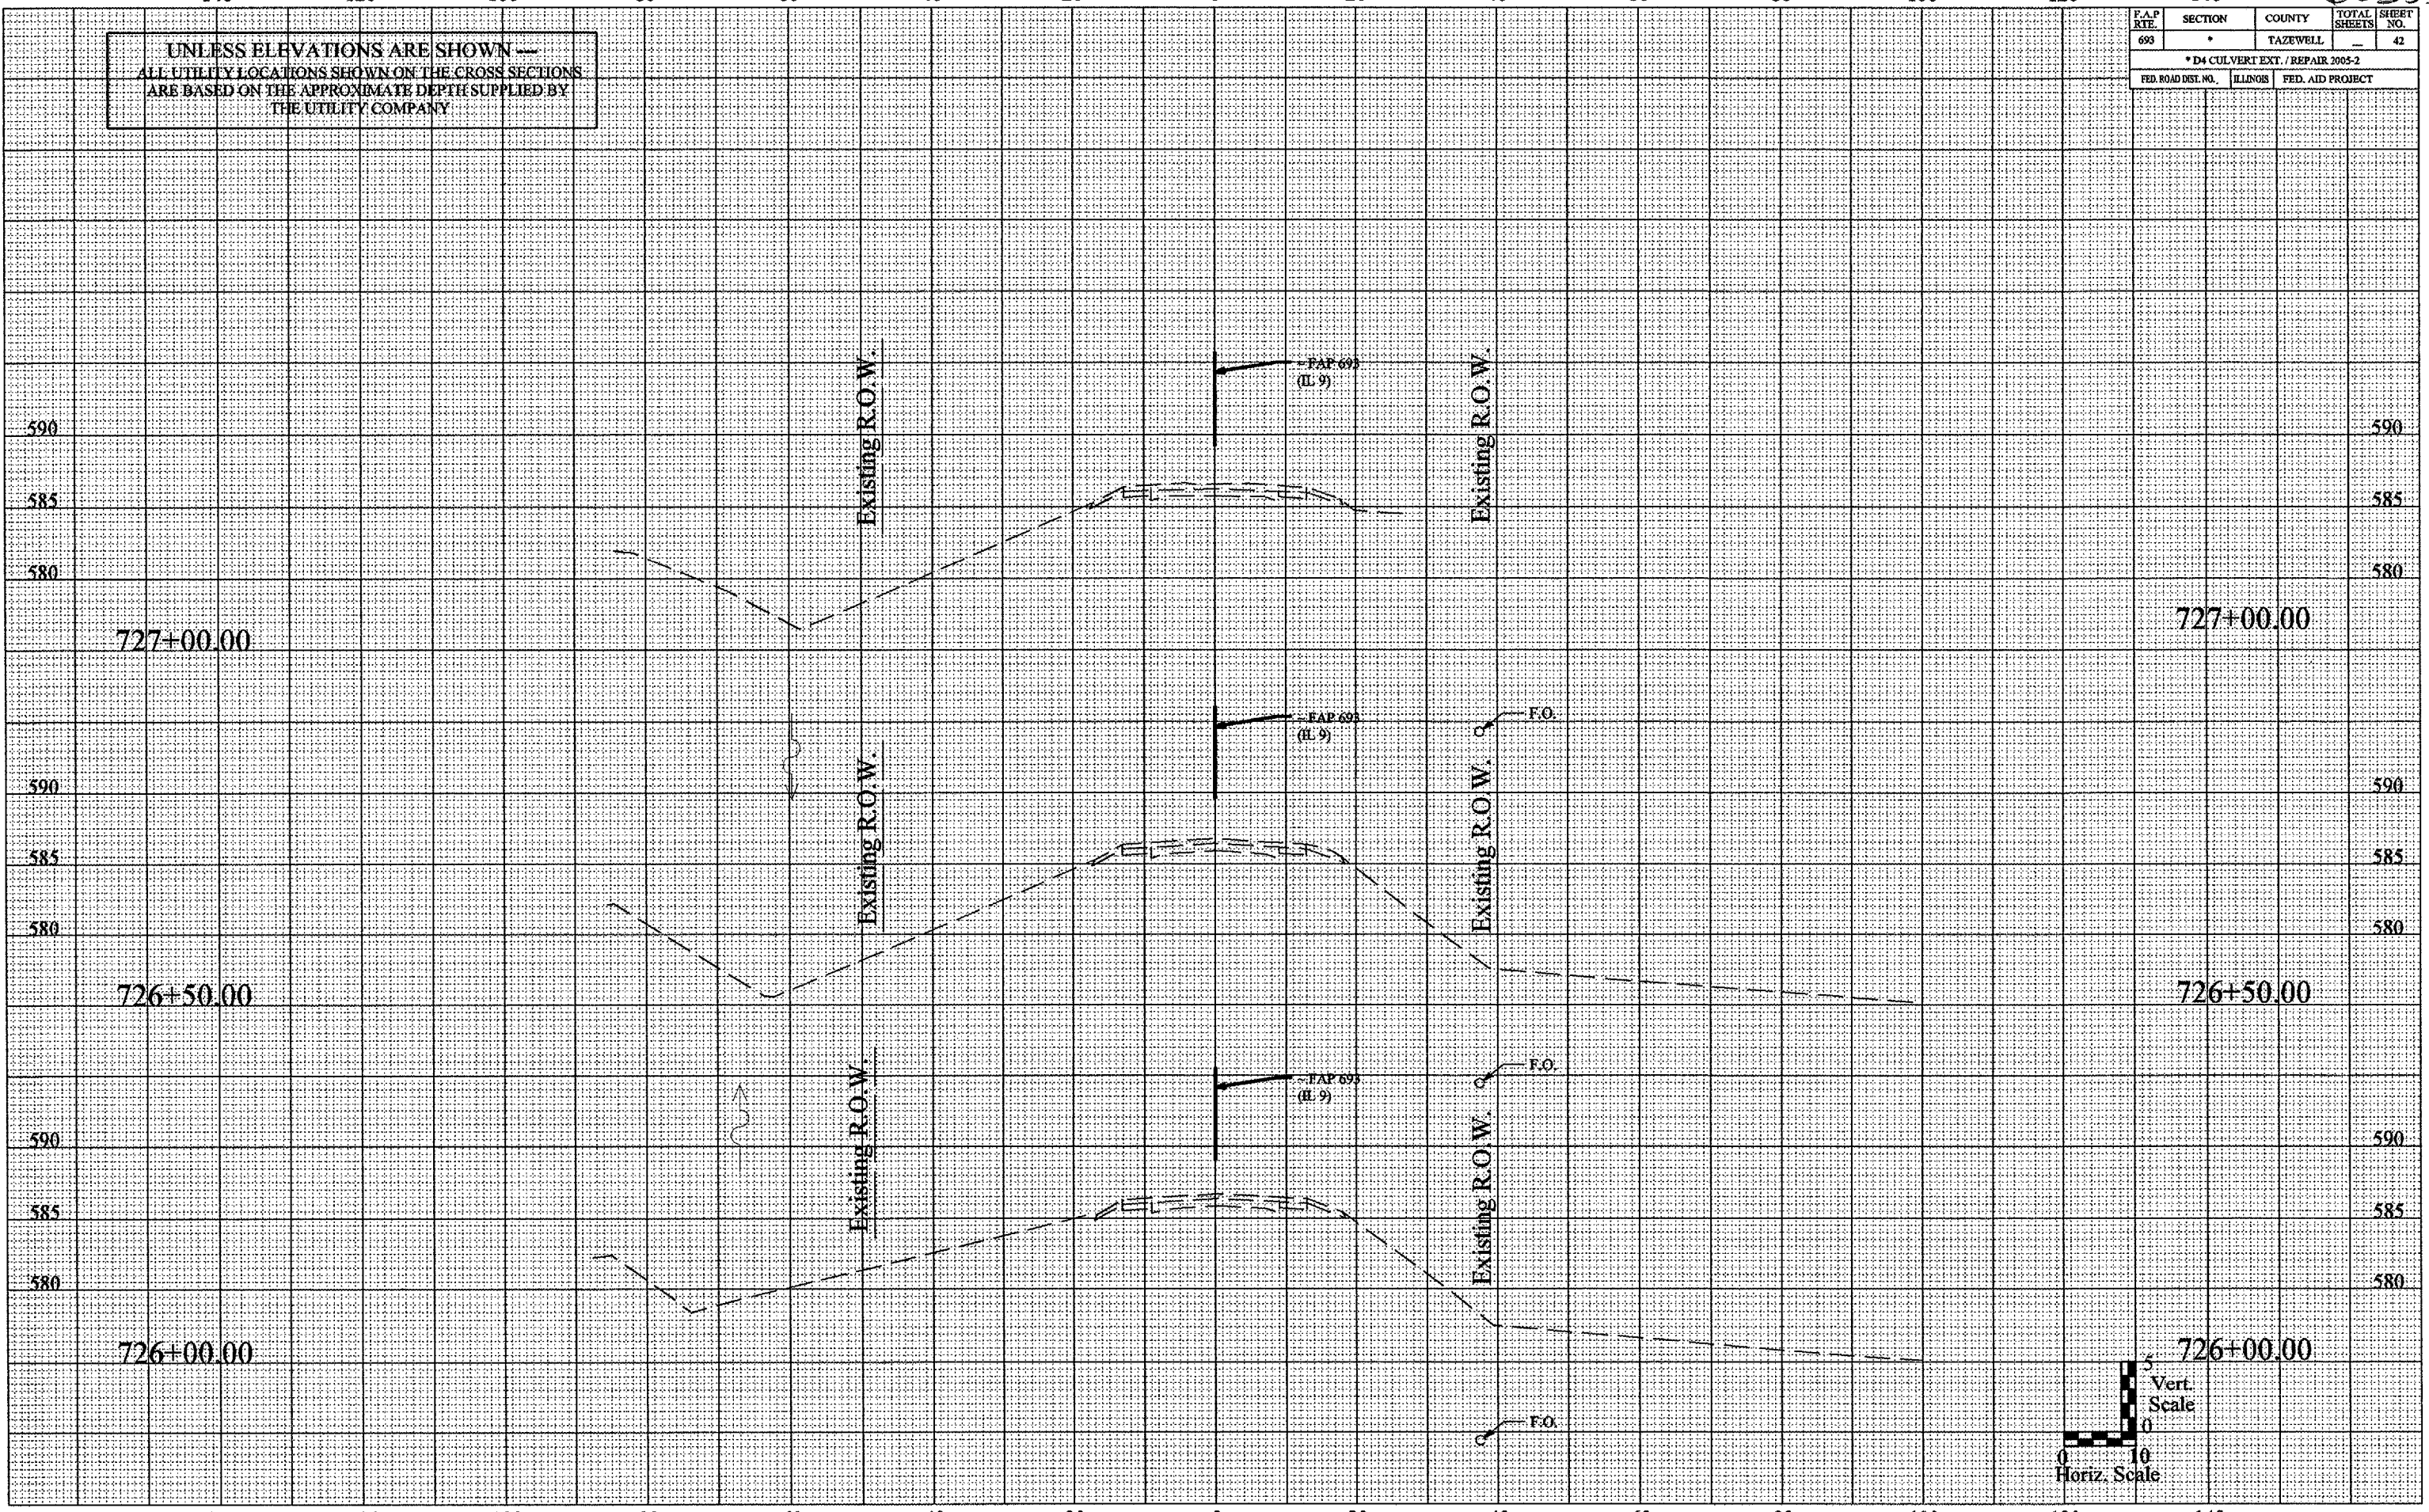 F.A.P. RTE. SECTION COUNTY TOTAL SHEETS SHEET NO.
693 * TAZEWELL — 42
* D4 CULVERT EXT. / REPAIR 2005-2
FED. ROAD DIST. NO. ILLINOIS FED. AID PROJECT
UNLESS ELEVATIONS ARE SHOWN —
ALL UTILITY LOCATIONS SHOWN ON THE CROSS SECTIONS
ARE BASED ON THE APPROXIMATE DEPTH SUPPLIED BY
THE UTILITY COMPANY
Existing R.O.W.
~ FAP 693
(IL 9)
Existing R.O.W.
590 590
585 585
580 580
727+00.00 727+00.00
~ FAP 693
(IL 9)
F.O.
Existing R.O.W.
Existing R.O.W.
590 590
585 585
580 580
726+50.00 726+50.00
~ FAP 693
(IL 9)
F.O.
Existing R.O.W.
Existing R.O.W.
590 590
585 585
580 580
726+00.00 726+00.00
F.O.
5
Vert.
Scale
0
0 10
Horiz. Scale